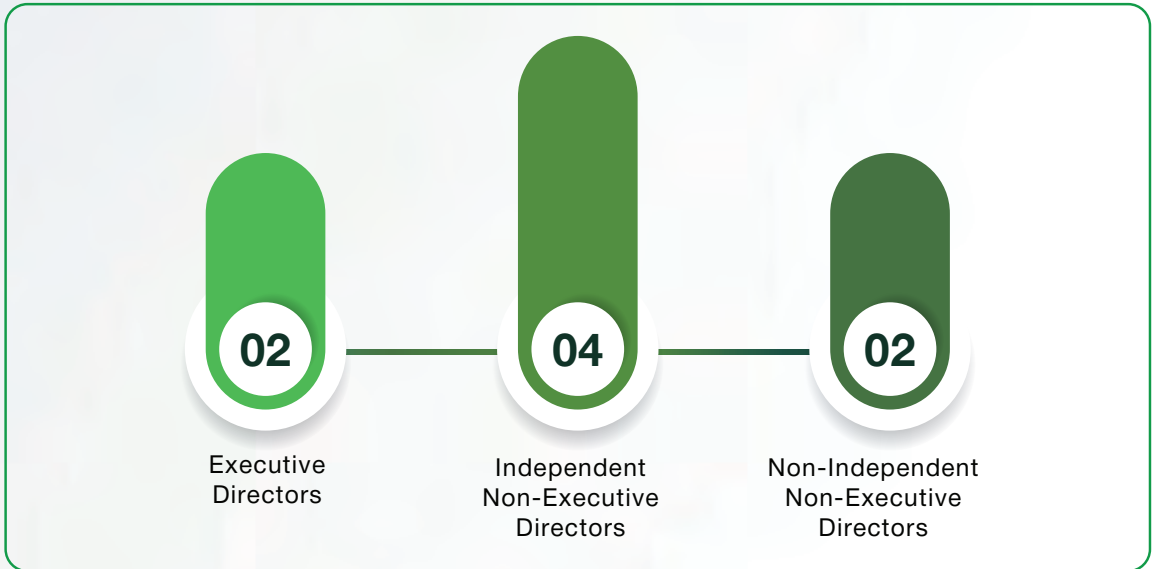 02
Executive
Directors
04
Independent
Non-Executive
Directors
02
Non-Independent
Non-Executive
Directors